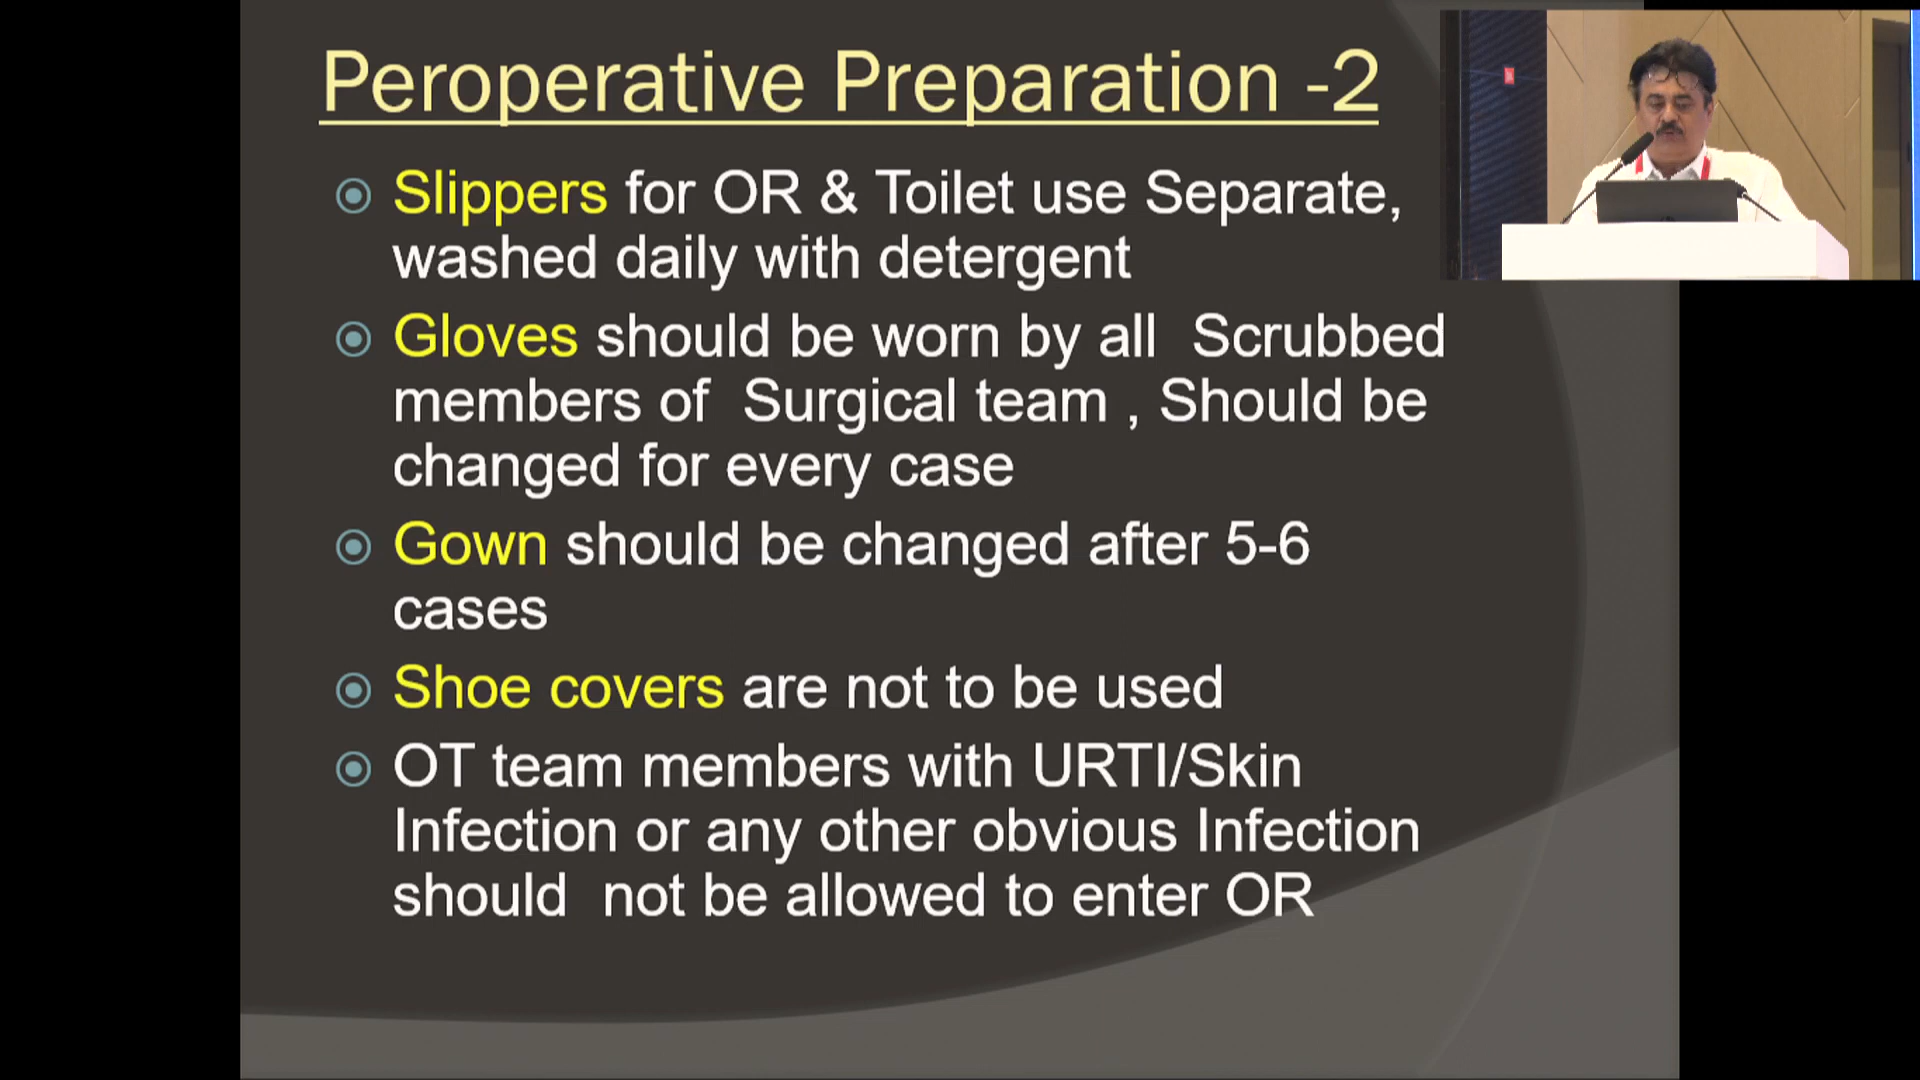 Peroperative Preparation -2
Slippers for OR & Toilet use Separate,
washed daily with detergent
Gloves should be worn by all Scrubbed
members of Surgical team , Should be
changed for every case
Gown should be changed after 5-6
cases
Shoe covers are not to be used
OT team members with URTI/Skin
Infection or any other obvious Infection
should not be allowed to enter OR